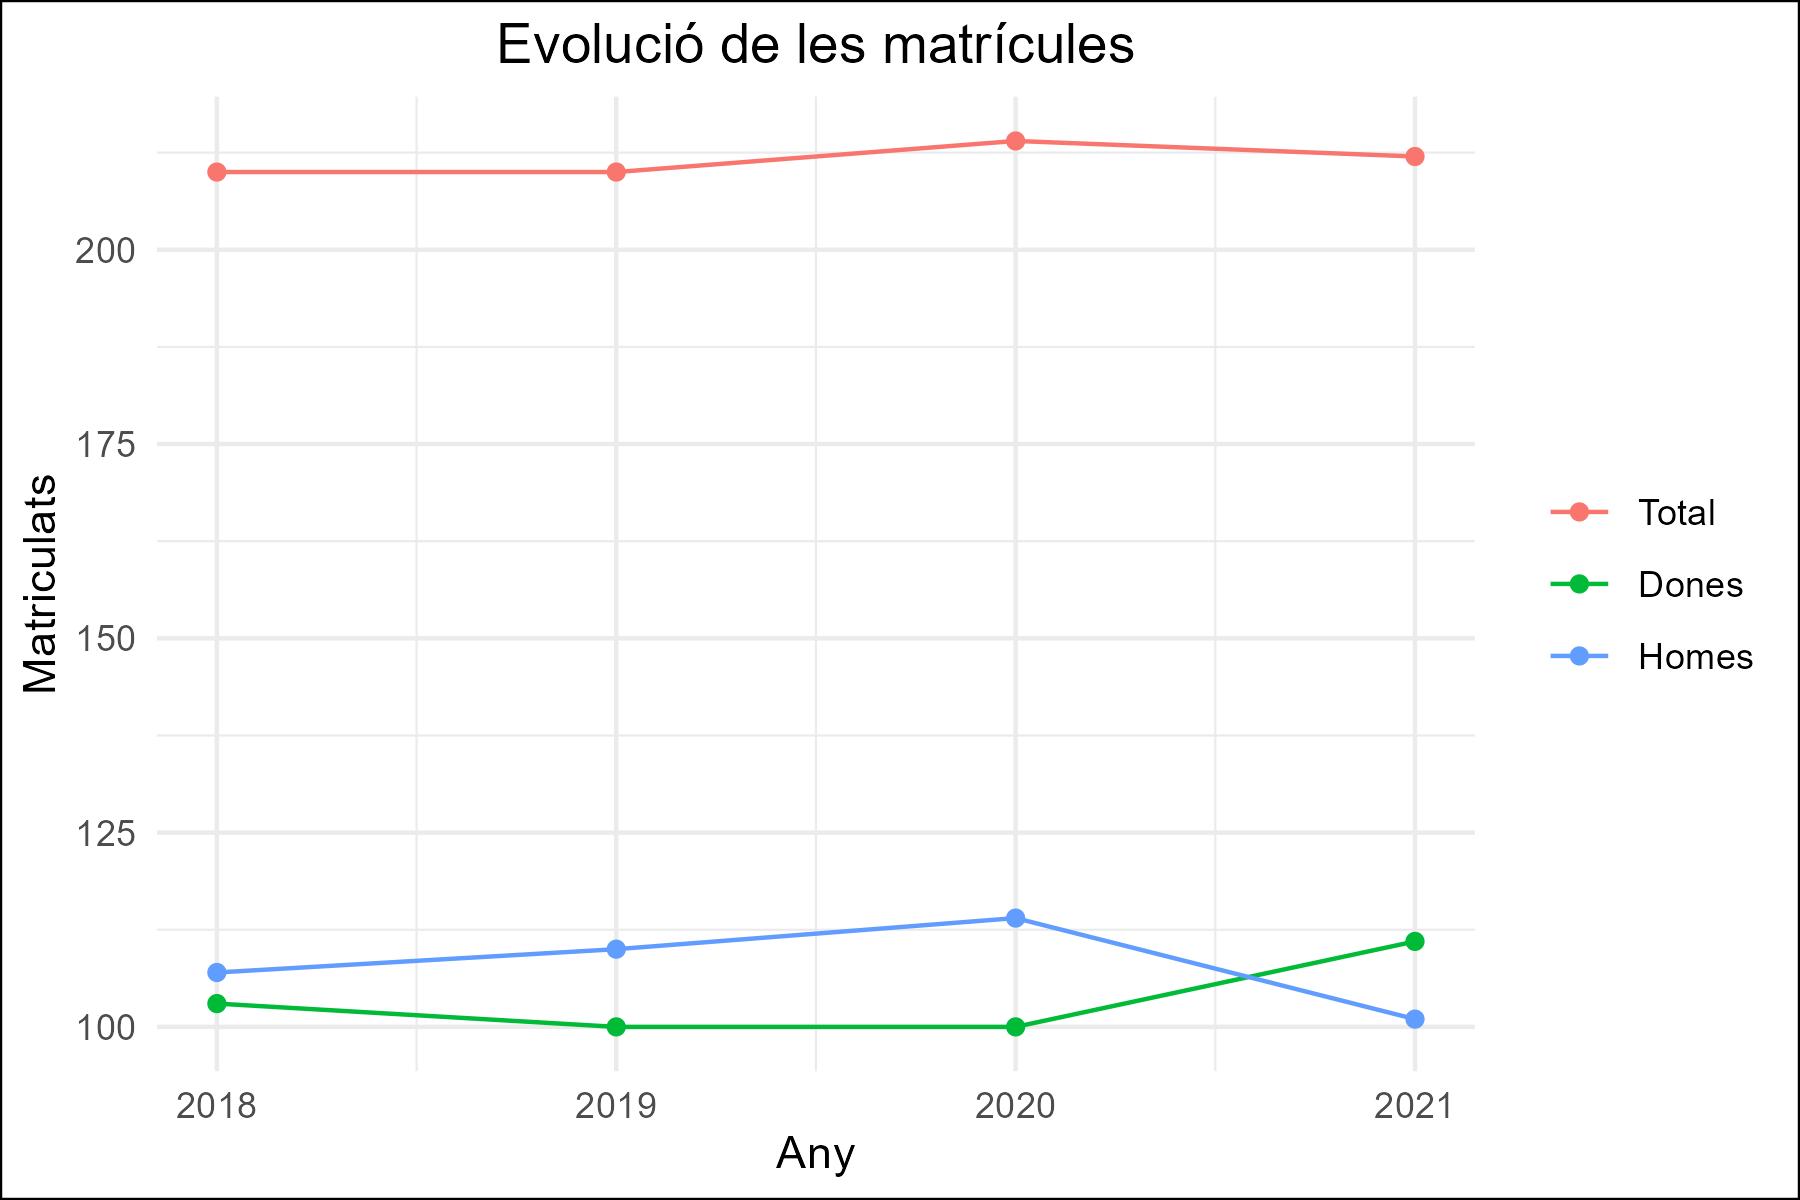 Evolució de les matrícules
Matriculats
200
175
150
125
100
2018 2019 2020 2021
Any
Total
Dones
Homes